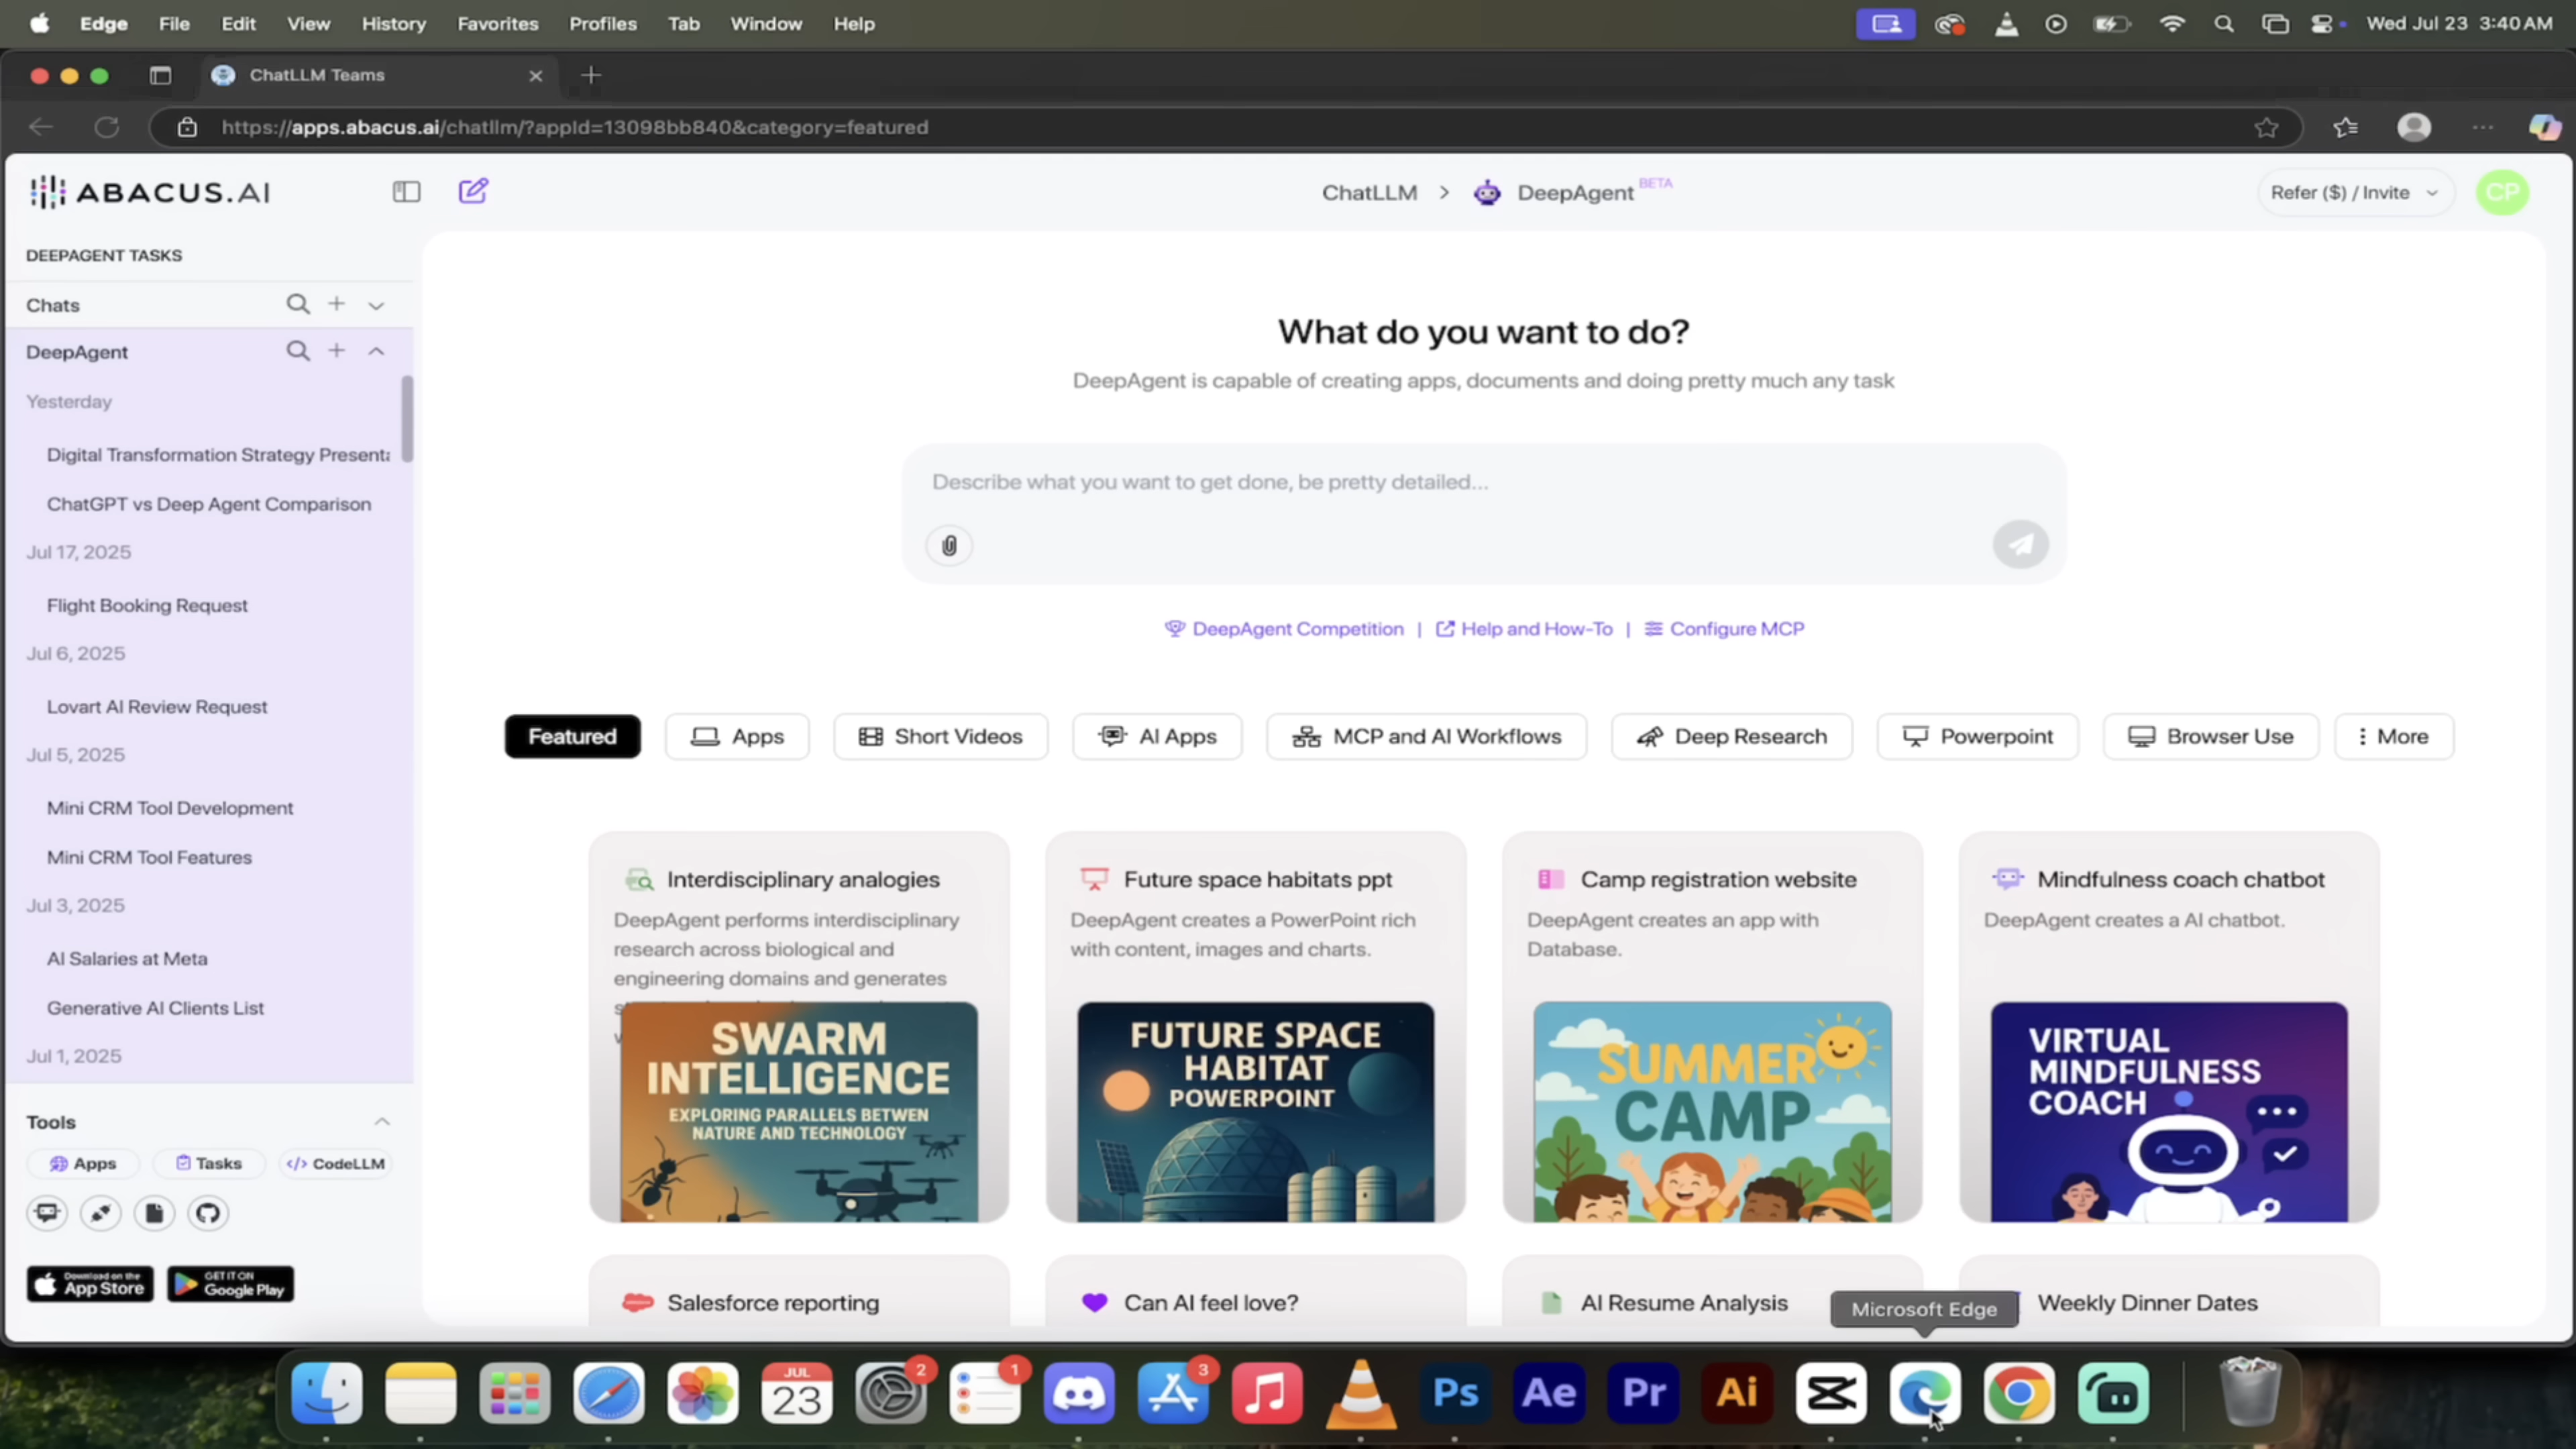 Edge File Edit View History Favorites Profiles Tab Window Help
Wed Jul 23 3:40 AM
ChatLLM Teams
https://apps.abacus.ai/chatllm/?appId=13098bb840&category=featured
ABACUS.AI
ChatLLM > DeepAgent BETA
Refer ($) / Invite
CP
DEEPAGENT TASKS
Chats
DeepAgent
Yesterday
Digital Transformation Strategy Presenta
ChatGPT vs Deep Agent Comparison
Jul 17, 2025
Flight Booking Request
Jul 6, 2025
Lovart AI Review Request
Jul 5, 2025
Mini CRM Tool Development
Mini CRM Tool Features
Jul 3, 2025
AI Salaries at Meta
Generative AI Clients List
Jul 1, 2025
Tools
Apps Tasks </> CodeLLM
Download on the
App Store
GET IT ON
Google Play
What do you want to do?
DeepAgent is capable of creating apps, documents and doing pretty much any task
Describe what you want to get done, be pretty detailed...
DeepAgent Competition | Help and How-To | Configure MCP
Featured Apps Short Videos AI Apps MCP and AI Workflows Deep Research Powerpoint Browser Use More
Interdisciplinary analogies
DeepAgent performs interdisciplinary
research across biological and
engineering domains and generates
SWARM
INTELLIGENCE
EXPLORING PARALLELS BETWEN
NATURE AND TECHNOLOGY
Future space habitats ppt
DeepAgent creates a PowerPoint rich
with content, images and charts.
FUTURE SPACE
HABITAT
POWERPOINT
Camp registration website
DeepAgent creates an app with
Database.
SUMMER
CAMP
Mindfulness coach chatbot
DeepAgent creates a AI chatbot.
VIRTUAL
MINDFULNESS
COACH
Salesforce reporting
Can AI feel love?
AI Resume Analysis
Weekly Dinner Dates
Microsoft Edge
JUL
23
2
1
3
Ps
Ae
Pr
Ai